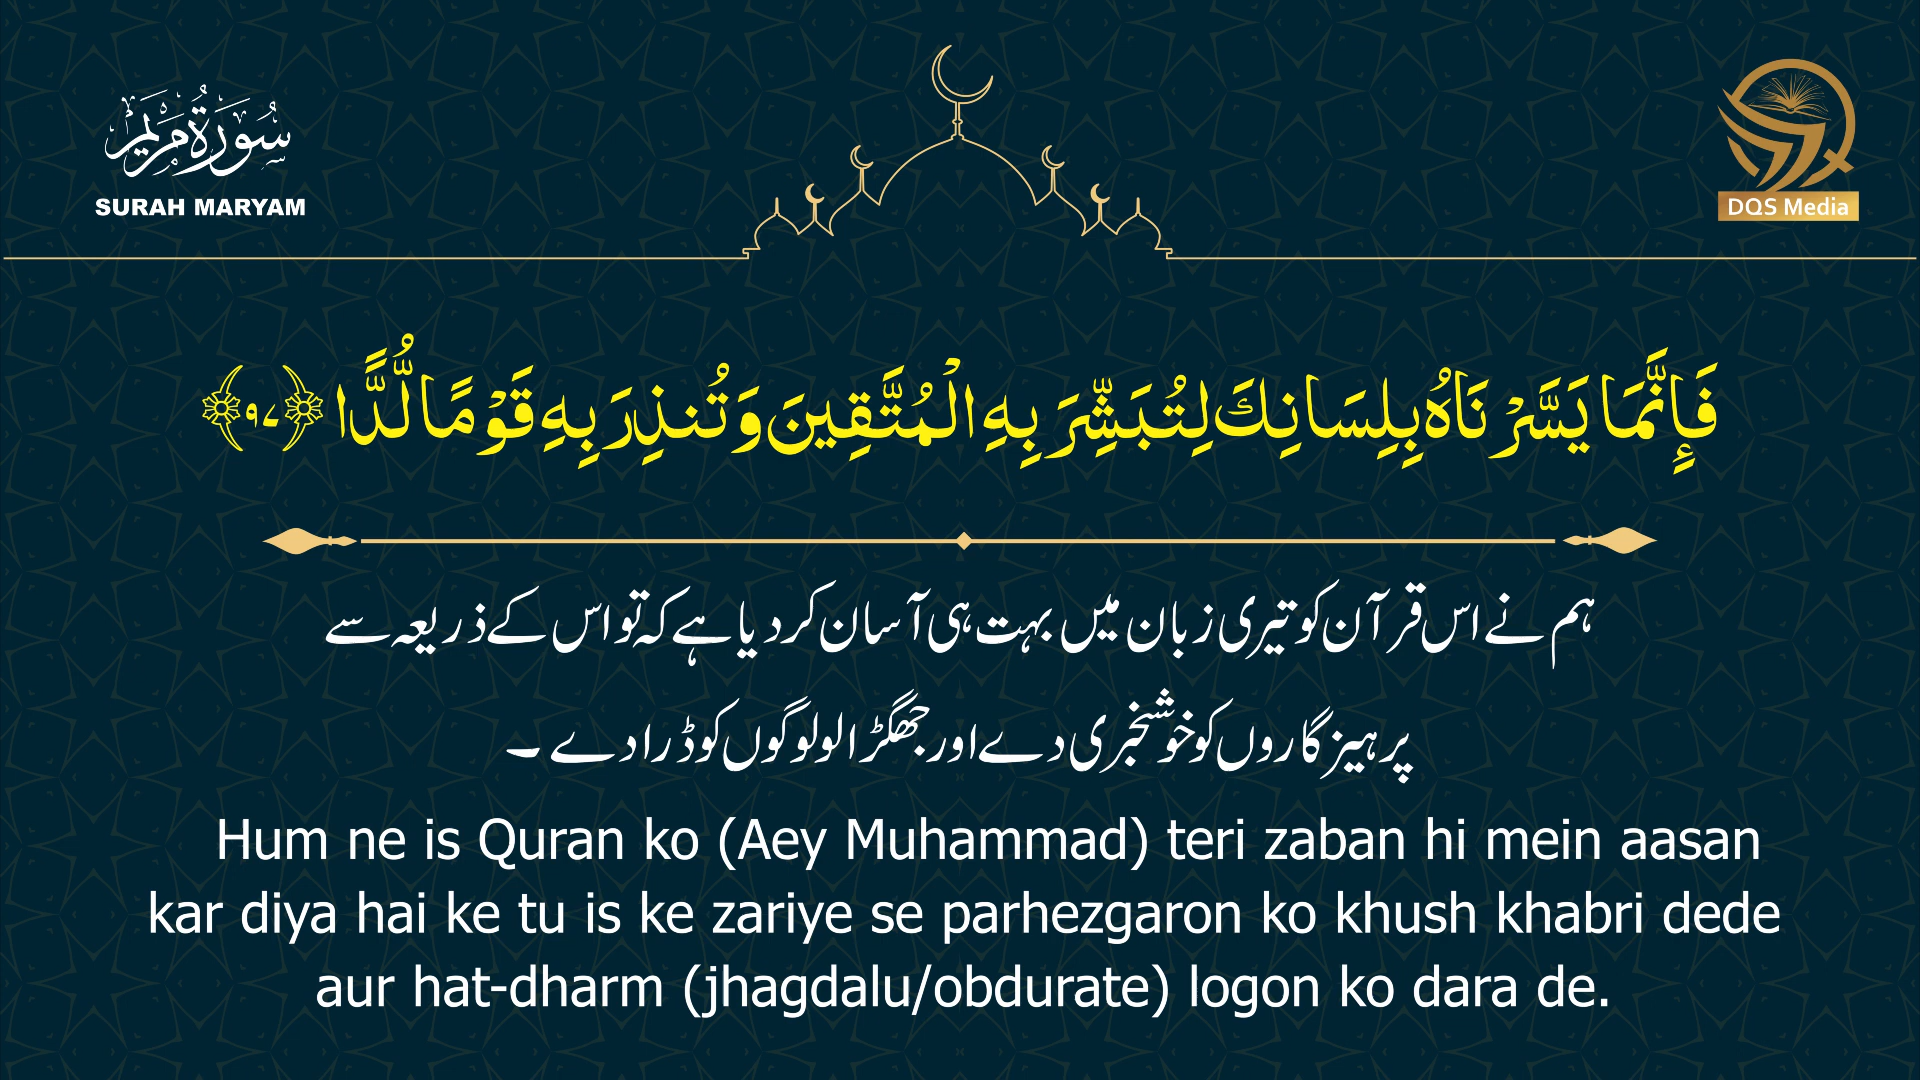 سُورَةُ مَرْيَم
SURAH MARYAM
DQS Media
فَإِنَّمَا يَسَّرْنَاهُ بِلِسَانِكَ لِتُبَشِّرَ بِهِ الْمُتَّقِينَ وَتُنذِرَ بِهِ قَوْمًا لُّدًّا ﴿٩٧﴾
ہم نے اس قرآن کو تیری زبان میں بہت ہی آسان کر دیا ہے کہ تو اس کے ذریعہ سے
پرہیزگاروں کو خوشخبری دے اور جھگڑالو لوگوں کو ڈرا دے ۔
Hum ne is Quran ko (Aey Muhammad) teri zaban hi mein aasan
kar diya hai ke tu is ke zariye se parhezgaron ko khush khabri dede
aur hat-dharm (jhagdalu/obdurate) logon ko dara de.